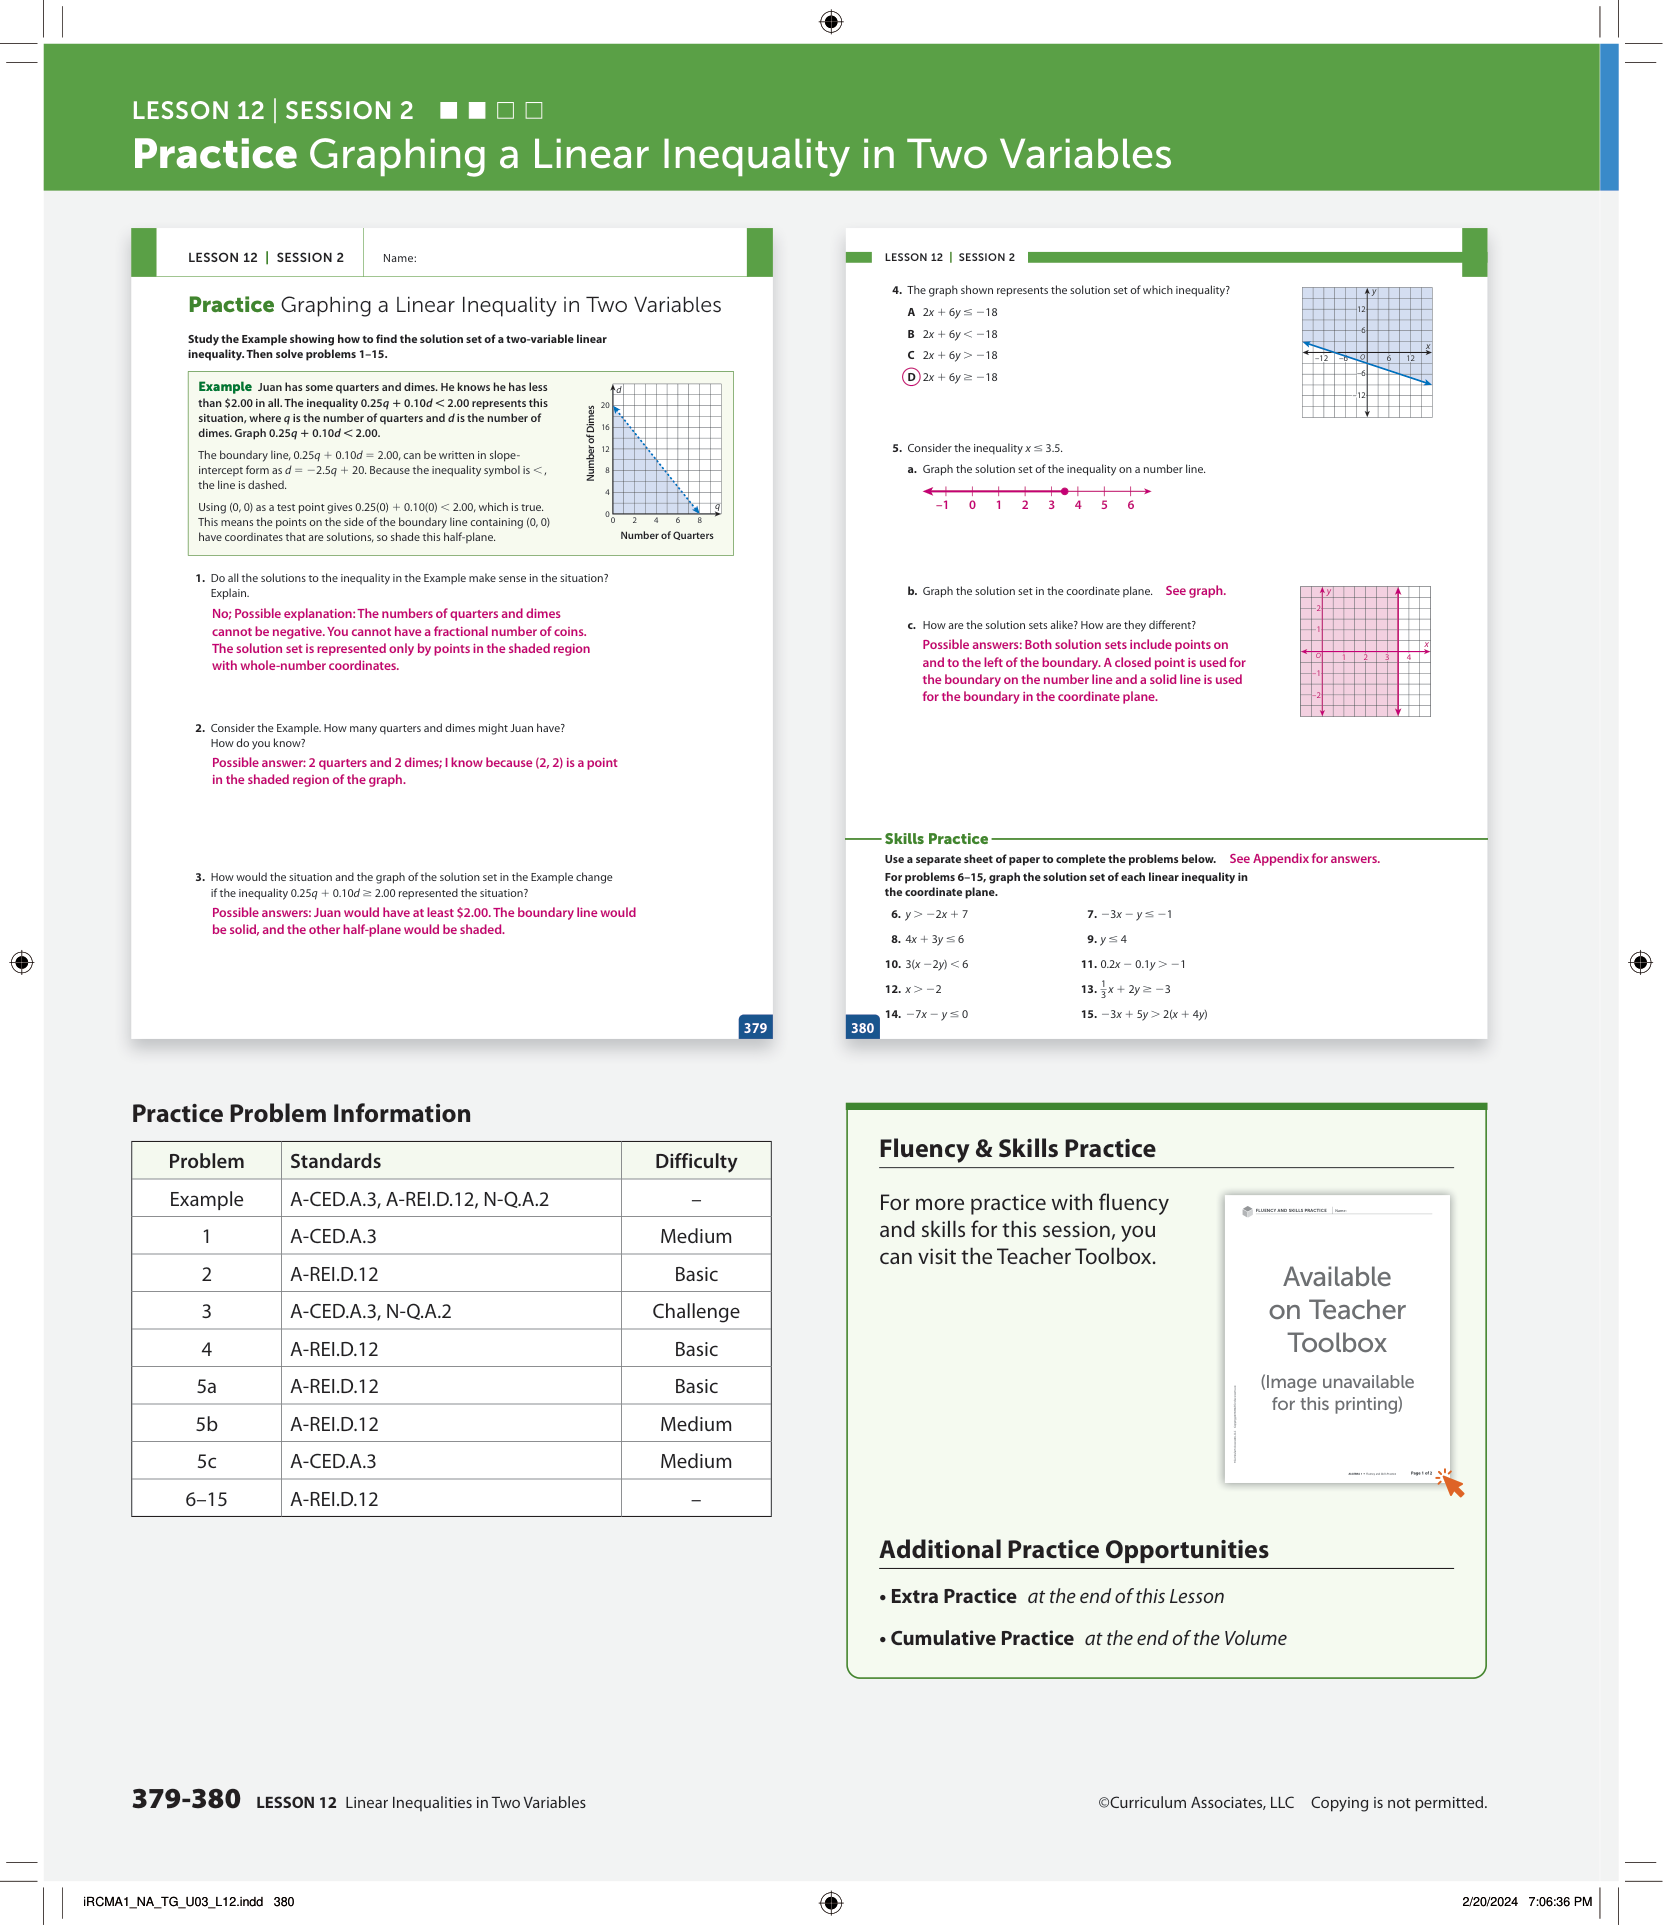 LESSON 12 | SESSION 2
Practice Graphing a Linear Inequality in Two Variables
LESSON 12 | SESSION 2 Name:
Practice Graphing a Linear Inequality in Two Variables
Study the Example showing how to find the solution set of a two-variable linear
inequality. Then solve problems 1–15.
Example Juan has some quarters and dimes. He knows he has less
than $2.00 in all. The inequality 0.25q + 0.10d < 2.00 represents this
situation, where q is the number of quarters and d is the number of
dimes. Graph 0.25q + 0.10d < 2.00.
The boundary line, 0.25q + 0.10d = 2.00, can be written in slope-
intercept form as d = −2.5q + 20. Because the inequality symbol is <,
the line is dashed.
Using (0, 0) as a test point gives 0.25(0) + 0.10(0) < 2.00, which is true.
This means the points on the side of the boundary line containing (0, 0)
have coordinates that are solutions, so shade this half-plane.
Number of Dimes
d
20
16
12
8
4
0
0 2 4 6 8
q
Number of Quarters
1. Do all the solutions to the inequality in the Example make sense in the situation?
Explain.
No; Possible explanation: The numbers of quarters and dimes
cannot be negative. You cannot have a fractional number of coins.
The solution set is represented only by points in the shaded region
with whole-number coordinates.
2. Consider the Example. How many quarters and dimes might Juan have?
How do you know?
Possible answer: 2 quarters and 2 dimes; I know because (2, 2) is a point
in the shaded region of the graph.
3. How would the situation and the graph of the solution set in the Example change
if the inequality 0.25q + 0.10d ≥ 2.00 represented the situation?
Possible answers: Juan would have at least $2.00. The boundary line would
be solid, and the other half-plane would be shaded.
379
LESSON 12 | SESSION 2
4. The graph shown represents the solution set of which inequality?
A 2x + 6y ≤ −18
B 2x + 6y < −18
C 2x + 6y > −18
D 2x + 6y ≥ −18
y
12
6
x
−12 −6 O 6 12
−6
−12
5. Consider the inequality x ≤ 3.5.
a. Graph the solution set of the inequality on a number line.
−1 0 1 2 3 4 5 6
b. Graph the solution set in the coordinate plane. See graph.
c. How are the solution sets alike? How are they different?
Possible answers: Both solution sets include points on
and to the left of the boundary. A closed point is used for
the boundary on the number line and a solid line is used
for the boundary in the coordinate plane.
y
2
1
x
O 1 2 3 4
−1
−2
Skills Practice
Use a separate sheet of paper to complete the problems below. See Appendix for answers.
For problems 6–15, graph the solution set of each linear inequality in
the coordinate plane.
6. y > −2x + 7 7. −3x − y ≤ −1
8. 4x + 3y ≤ 6 9. y ≤ 4
10. 3(x −2y) < 6 11. 0.2x − 0.1y > −1
12. x > −2 13. 1/3x + 2y ≥ −3
14. −7x − y ≤ 0 15. −3x + 5y > 2(x + 4y)
380
Practice Problem Information
Problem Standards Difficulty
Example A-CED.A.3, A-REI.D.12, N-Q.A.2 –
1 A-CED.A.3 Medium
2 A-REI.D.12 Basic
3 A-CED.A.3, N-Q.A.2 Challenge
4 A-REI.D.12 Basic
5a A-REI.D.12 Basic
5b A-REI.D.12 Medium
5c A-CED.A.3 Medium
6–15 A-REI.D.12 –
Fluency & Skills Practice
For more practice with fluency
and skills for this session, you
can visit the Teacher Toolbox.
FLUENCY AND SKILLS PRACTICE Name:
Available
on Teacher
Toolbox
(Image unavailable
for this printing)
Page 1 of 2
Additional Practice Opportunities
• Extra Practice at the end of this Lesson
• Cumulative Practice at the end of the Volume
379-380 LESSON 12 Linear Inequalities in Two Variables
©Curriculum Associates, LLC Copying is not permitted.
iRCMA1_NA_TG_U03_L12.indd 380
2/20/2024 7:06:36 PM